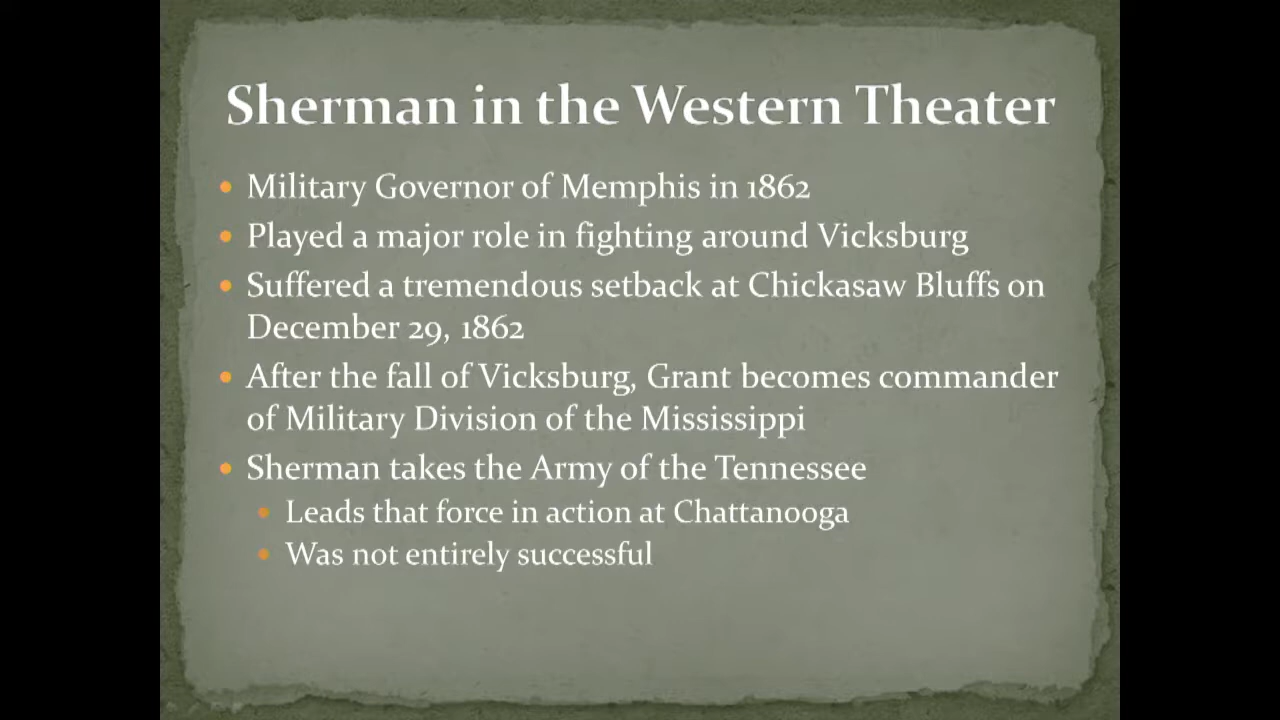 Sherman in the Western Theater
• Military Governor of Memphis in 1862
• Played a major role in fighting around Vicksburg
• Suffered a tremendous setback at Chickasaw Bluffs on
December 29, 1862
• After the fall of Vicksburg, Grant becomes commander
of Military Division of the Mississippi
• Sherman takes the Army of the Tennessee
• Leads that force in action at Chattanooga
• Was not entirely successful